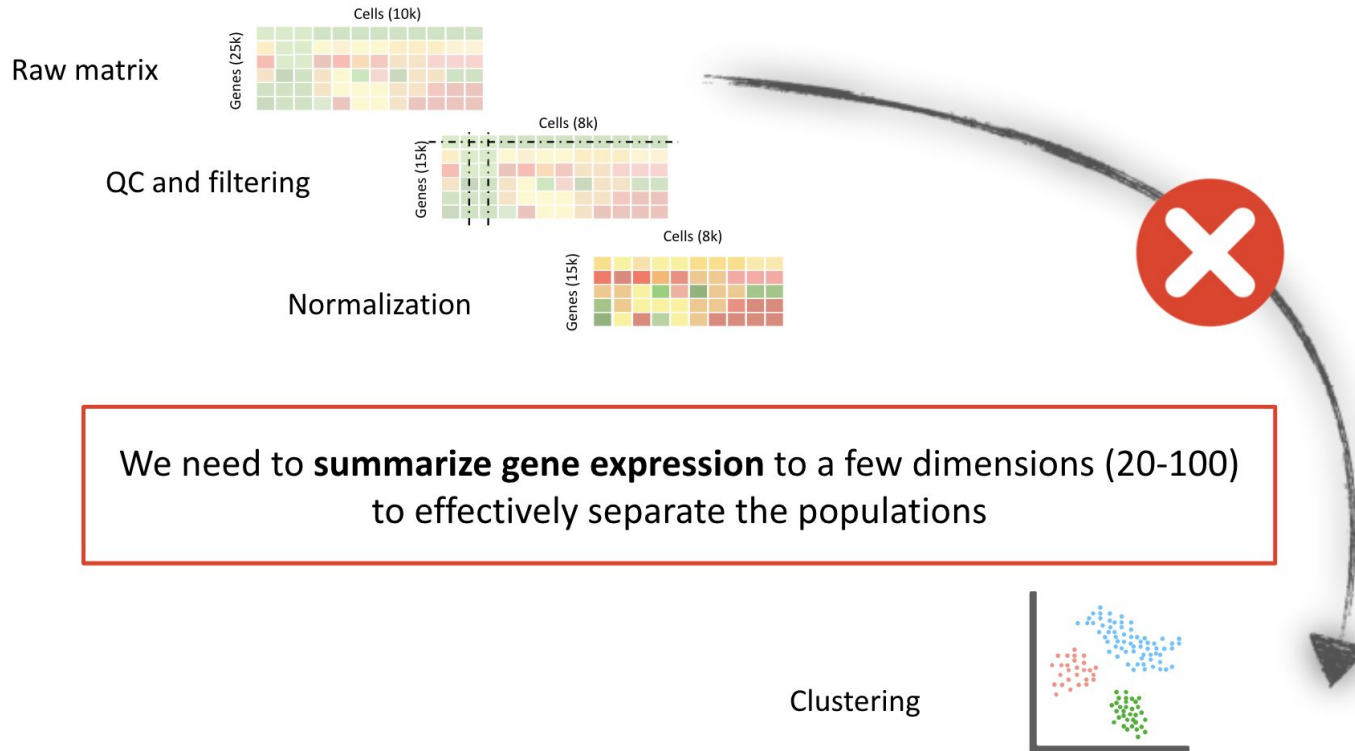 Cells (10k)
Raw matrix
Genes (25k)
Cells (8k)
QC and filtering
Genes (15k)
Cells (8k)
Normalization
Genes (15k)
We need to summarize gene expression to a few dimensions (20-100)
to effectively separate the populations
Clustering